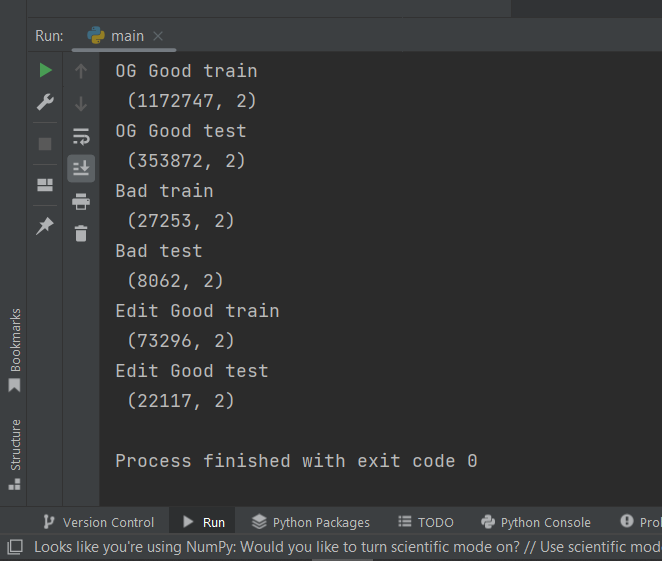 Run: main
OG Good train
(1172747, 2)
OG Good test
(353872, 2)
Bad train
(27253, 2)
Bad test
(8062, 2)
Edit Good train
(73296, 2)
Edit Good test
(22117, 2)
Process finished with exit code 0
Bookmarks
Structure
Version Control Run Python Packages TODO Python Console
Looks like you're using NumPy: Would you like to turn scientific mode on? // Use scientific mod